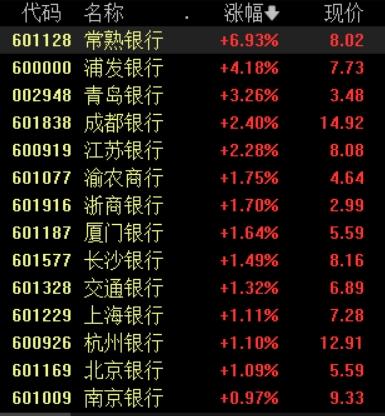 代码 名称 . 涨幅 现价
601128 常熟银行 +6.93% 8.02
600000 浦发银行 +4.18% 7.73
002948 青岛银行 +3.26% 3.48
601838 成都银行 +2.40% 14.92
600919 江苏银行 +2.28% 8.08
601077 渝农商行 +1.75% 4.64
601916 浙商银行 +1.70% 2.99
601187 厦门银行 +1.64% 5.59
601577 长沙银行 +1.49% 8.16
601328 交通银行 +1.32% 6.89
601229 上海银行 +1.11% 7.28
600926 杭州银行 +1.10% 12.91
601169 北京银行 +1.09% 5.59
601009 南京银行 +0.97% 9.33